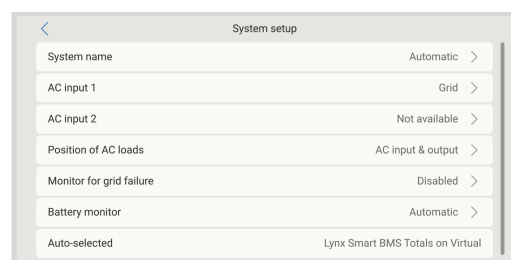 System setup
System name Automatic
AC input 1 Grid
AC input 2 Not available
Position of AC loads AC input & output
Monitor for grid failure Disabled
Battery monitor Automatic
Auto-selected Lynx Smart BMS Totals on Virtual